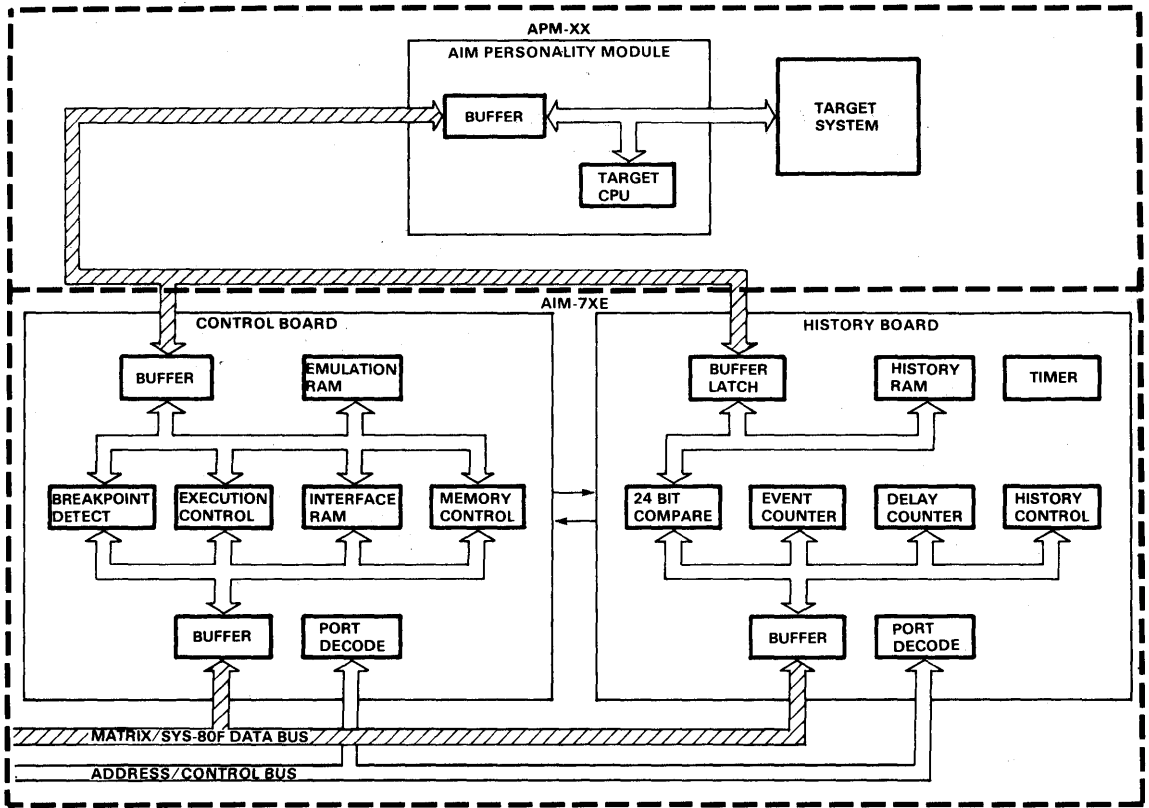 APM-XX
AIM PERSONALITY MODULE
BUFFER
TARGET
CPU
TARGET
SYSTEM
AIM-7XE
CONTROL BOARD
BUFFER
EMULATION
RAM
BREAKPOINT
DETECT
EXECUTION
CONTROL
INTERFACE
RAM
MEMORY
CONTROL
BUFFER
PORT
DECODE
HISTORY BOARD
BUFFER
LATCH
HISTORY
RAM
TIMER
24 BIT
COMPARE
EVENT
COUNTER
DELAY
COUNTER
HISTORY
CONTROL
BUFFER
PORT
DECODE
MATRIX/SYS-80F DATA BUS
ADDRESS/CONTROL BUS